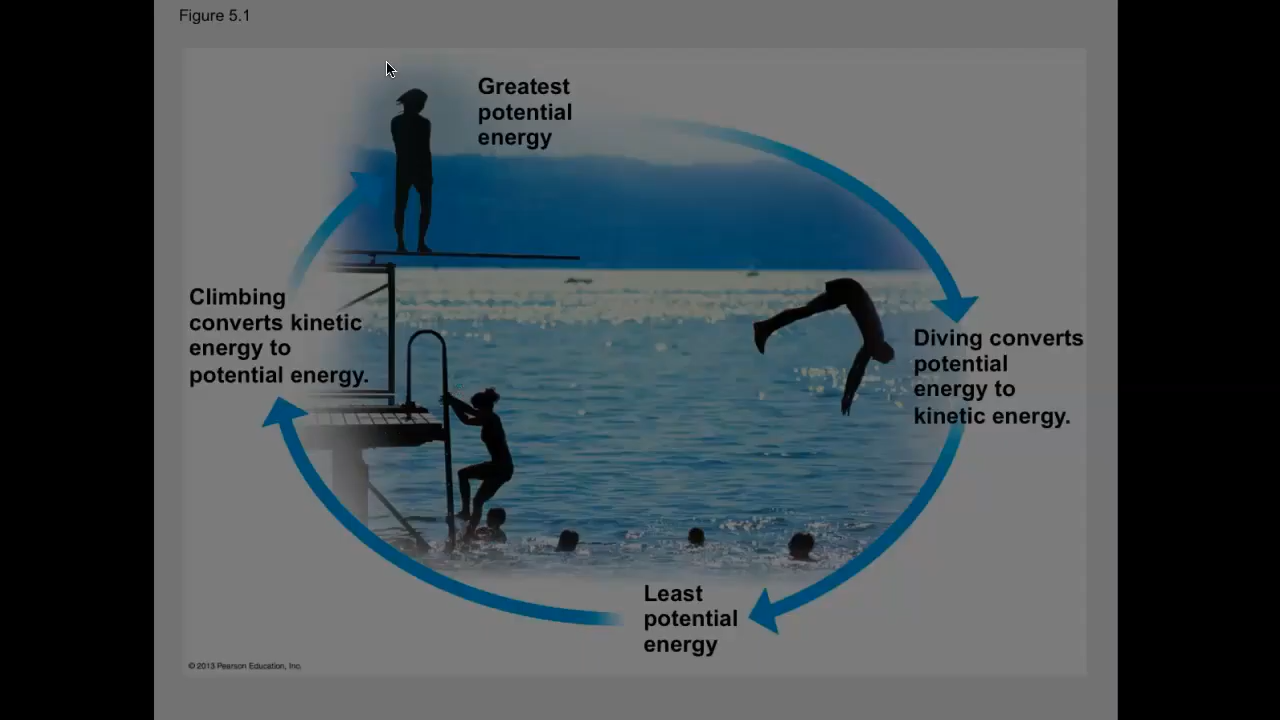 Figure 5.1
Greatest
potential
energy
Climbing
converts kinetic
energy to
potential energy.
Diving converts
potential
energy to
kinetic energy.
Least
potential
energy
© 2013 Pearson Education, Inc.